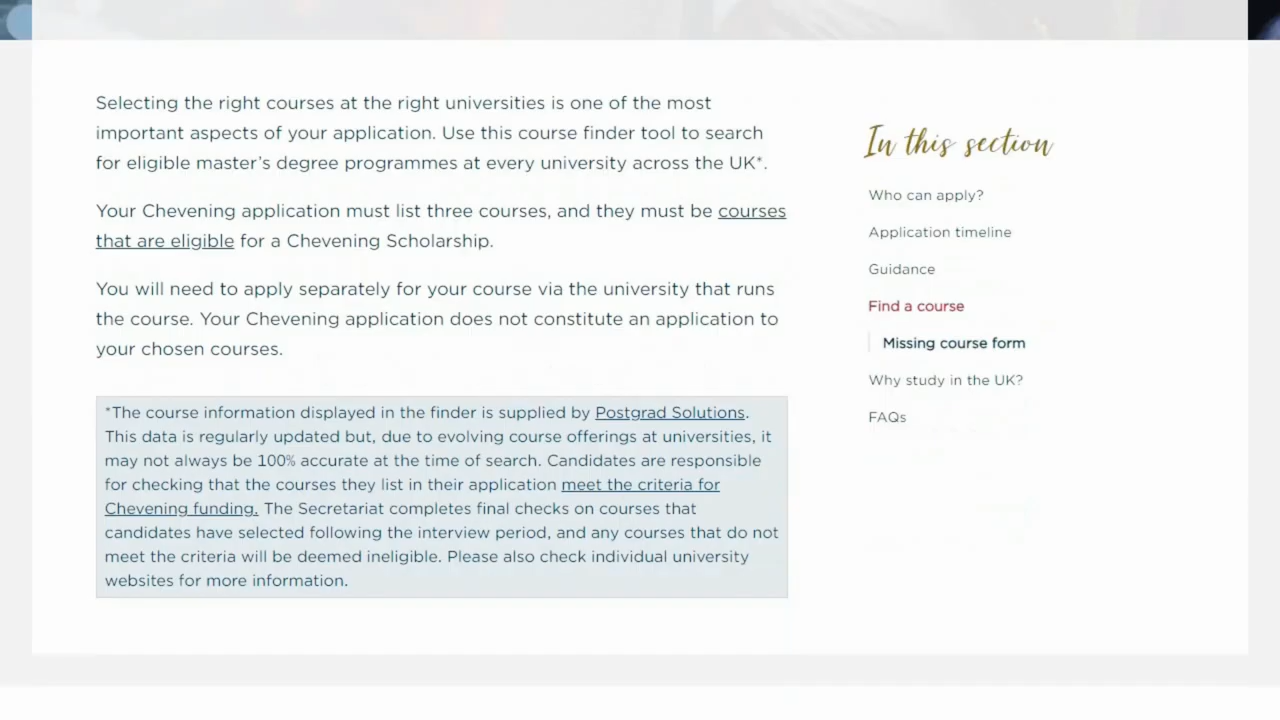 Selecting the right courses at the right universities is one of the most
important aspects of your application. Use this course finder tool to search
for eligible master's degree programmes at every university across the UK*.
Your Chevening application must list three courses, and they must be courses
that are eligible for a Chevening Scholarship.
You will need to apply separately for your course via the university that runs
the course. Your Chevening application does not constitute an application to
your chosen courses.
*The course information displayed in the finder is supplied by Postgrad Solutions.
This data is regularly updated but, due to evolving course offerings at universities, it
may not always be 100% accurate at the time of search. Candidates are responsible
for checking that the courses they list in their application meet the criteria for
Chevening funding. The Secretariat completes final checks on courses that
candidates have selected following the interview period, and any courses that do not
meet the criteria will be deemed ineligible. Please also check individual university
websites for more information.
In this section
Who can apply?
Application timeline
Guidance
Find a course
Missing course form
Why study in the UK?
FAQs